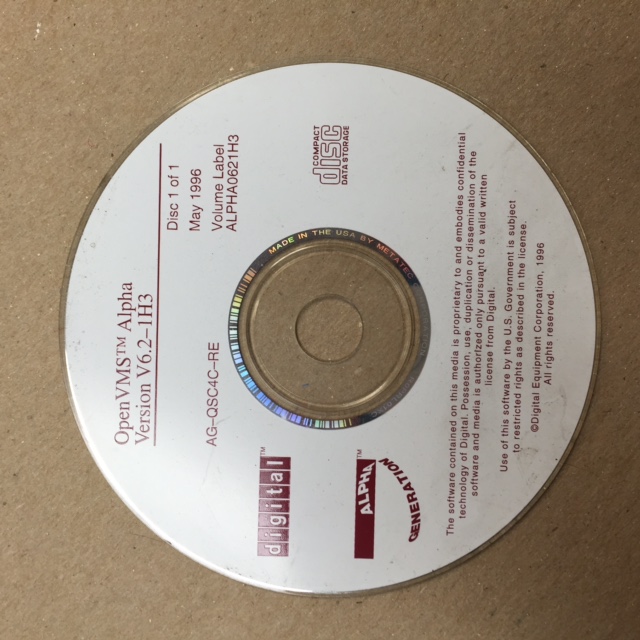 OpenVMS™ Alpha
Version V6.2–1H3
Disc 1 of 1
May 1996
Volume Label
ALPHA0621H3
AG–QSC4C–RE
COMPACT
disc
DATA STORAGE
MADE IN THE USA BY METATEC
digital™
ALPHA™
GENERATION
The software contained on this media is proprietary to and embodies confidential
technology of Digital. Possession, use, duplication or dissemination of the
software and media is authorized only pursuant to a valid written
license from Digital.
Use of this software by the U.S. Government is subject
to restricted rights as described in the license.
©Digital Equipment Corporation, 1996
All rights reserved.